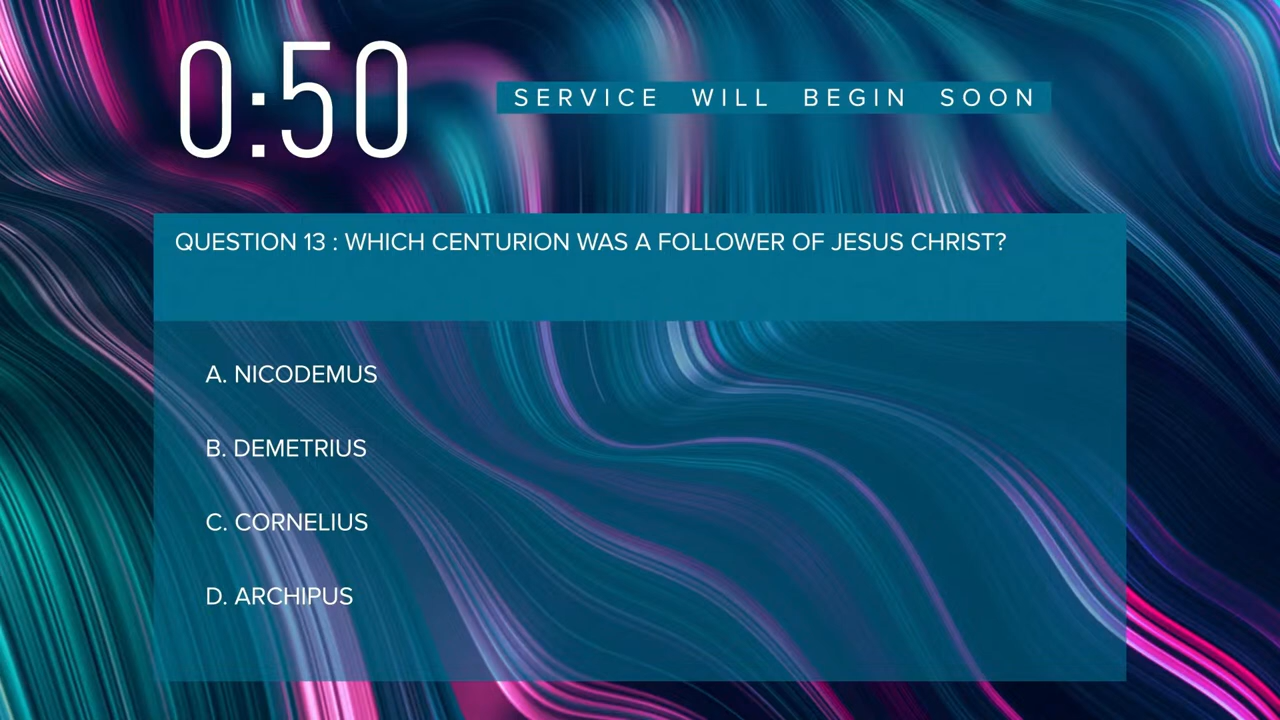 0:50
SERVICE WILL BEGIN SOON
QUESTION 13 : WHICH CENTURION WAS A FOLLOWER OF JESUS CHRIST?
A. NICODEMUS
B. DEMETRIUS
C. CORNELIUS
D. ARCHIPUS